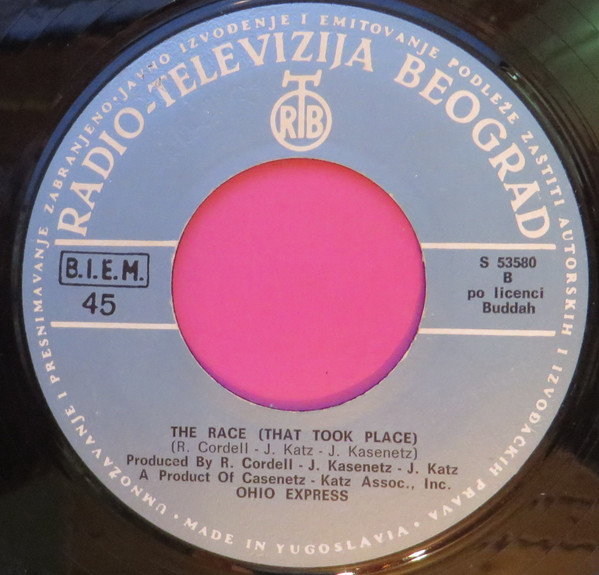 UMNOŽAVANJE I PRESNIMAVANJE ZABRANJENO · JAVNO IZVOĐENJE I EMITOVANJE PODLEŽE ZAŠTITI AUTORSKIH I IZVOĐAČKIH PRAVA ·
RADIO-TELEVIZIJA BEOGRAD
RTB
B.I.E.M.
45
S 53580
B
po licenci
Buddah
THE RACE (THAT TOOK PLACE)
(R. Cordell - J. Katz - J. Kasenetz)
Produced By R. Cordell - J. Kasenetz - J. Katz
A Product Of Casenetz - Katz Assoc., Inc.
OHIO EXPRESS
MADE IN YUGOSLAVIA ·